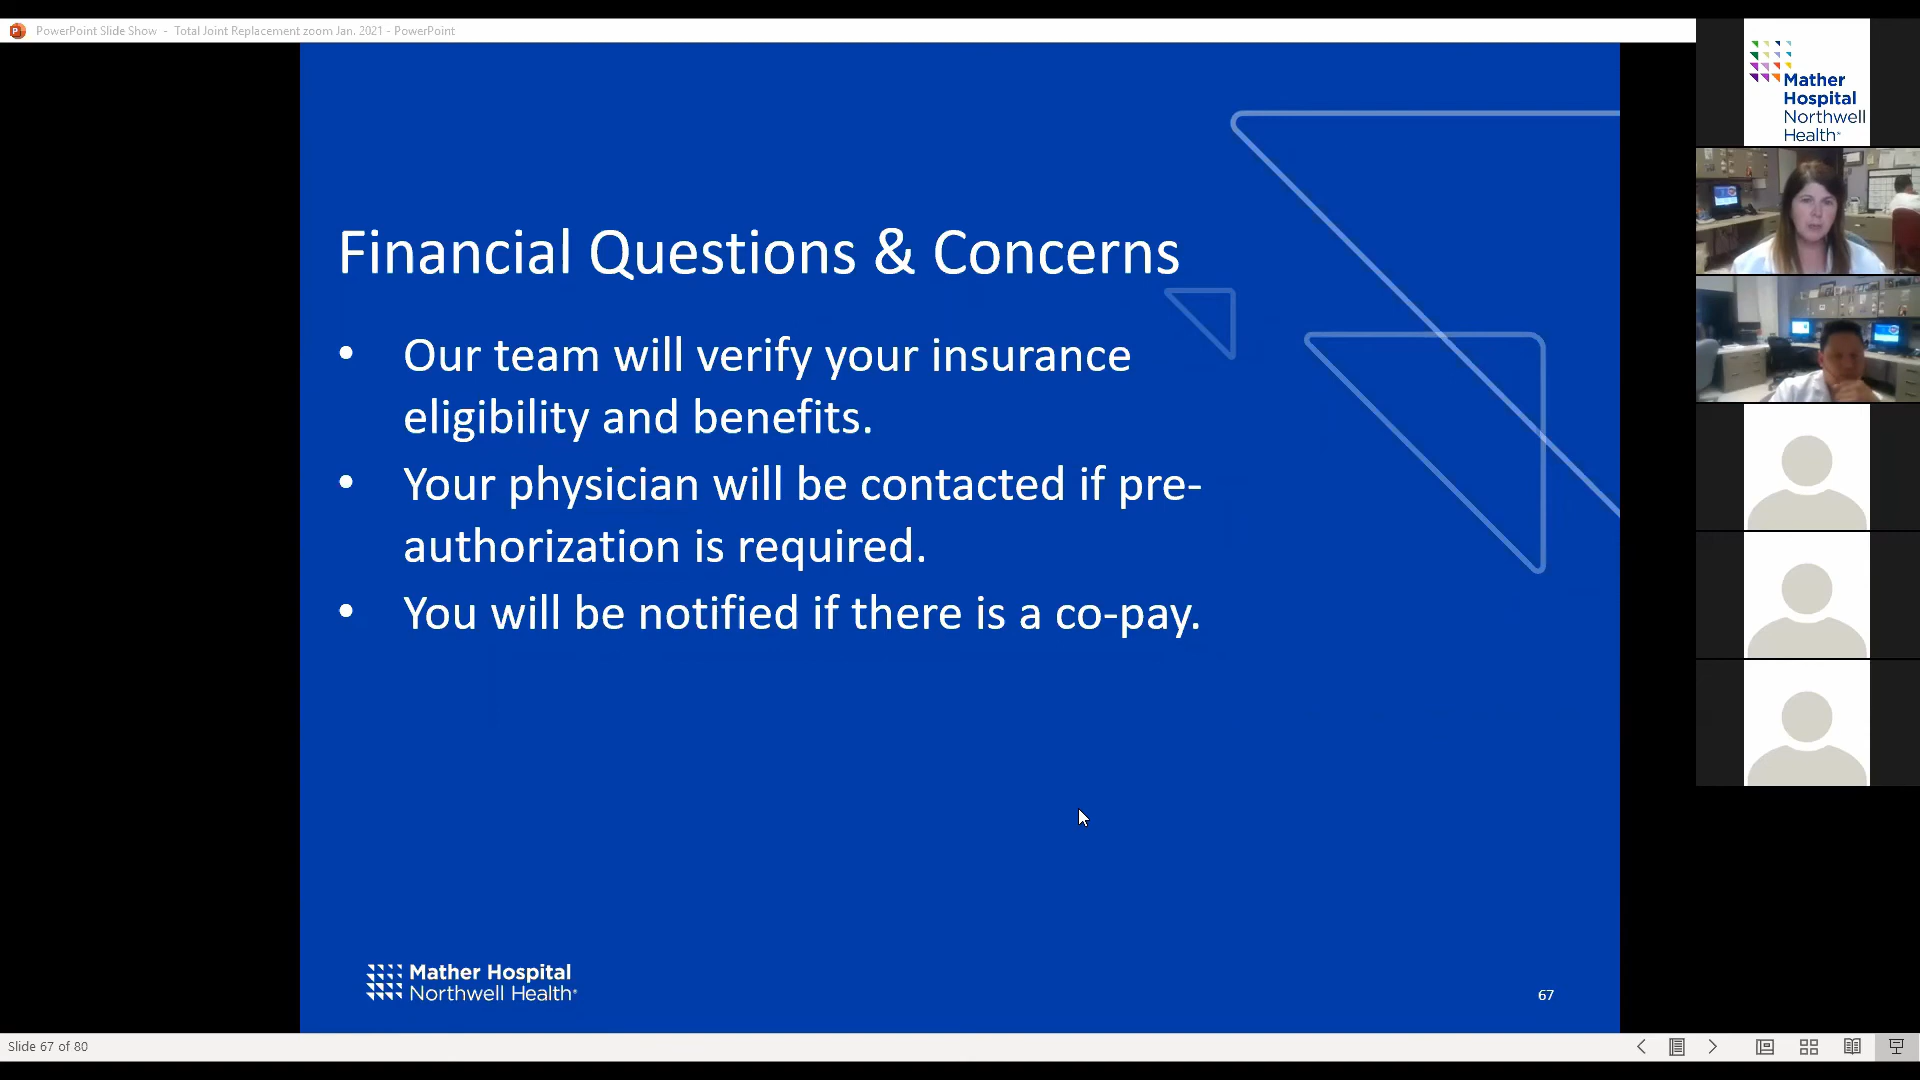 PowerPoint Slide Show - Total Joint Replacement zoom Jan. 2021 - PowerPoint
Mather
Hospital
Northwell
Health®
Financial Questions & Concerns
• Our team will verify your insurance
eligibility and benefits.
• Your physician will be contacted if pre-
authorization is required.
• You will be notified if there is a co-pay.
Mather Hospital
Northwell Health®
67
Slide 67 of 80